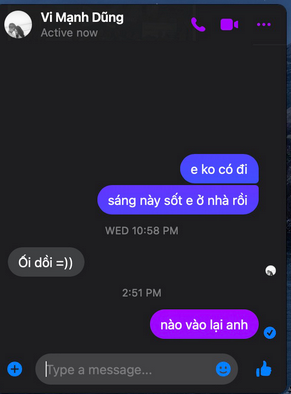 Vi Mạnh Dũng
Active now
e ko có đi
sáng này sốt e ở nhà rồi
WED 10:58 PM
Ối dồi =))
2:51 PM
nào vào lại anh
Type a message...